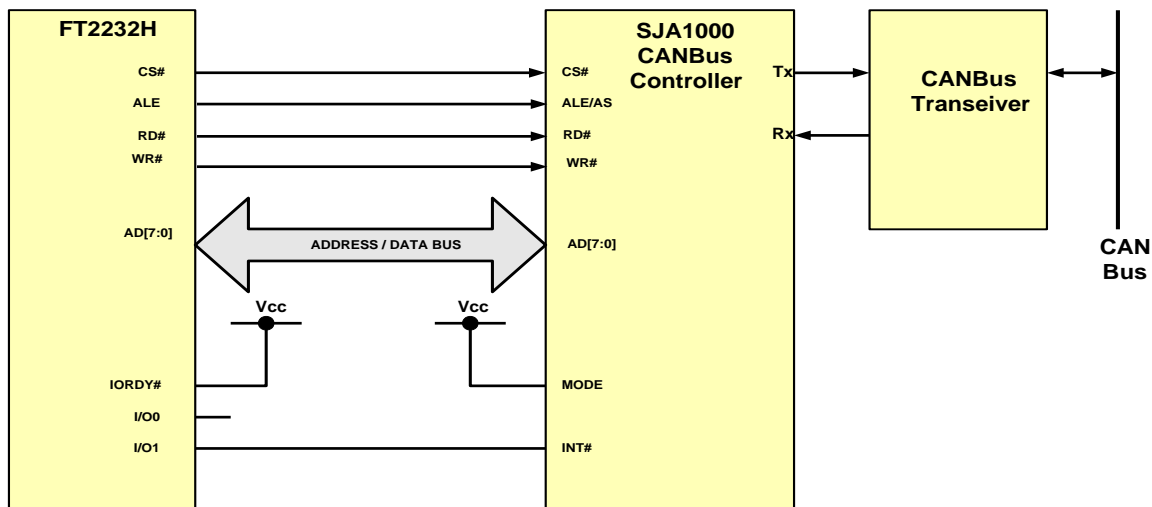 FT2232H
CS#
ALE
RD#
WR#
AD[7:0]
IORDY#
I/O0
I/O1
ADDRESS / DATA BUS
Vcc
Vcc
SJA1000
CANBus
Controller
CS#
ALE/AS
RD#
WR#
AD[7:0]
MODE
INT#
Tx
Rx
CANBus
Transeiver
CAN
Bus